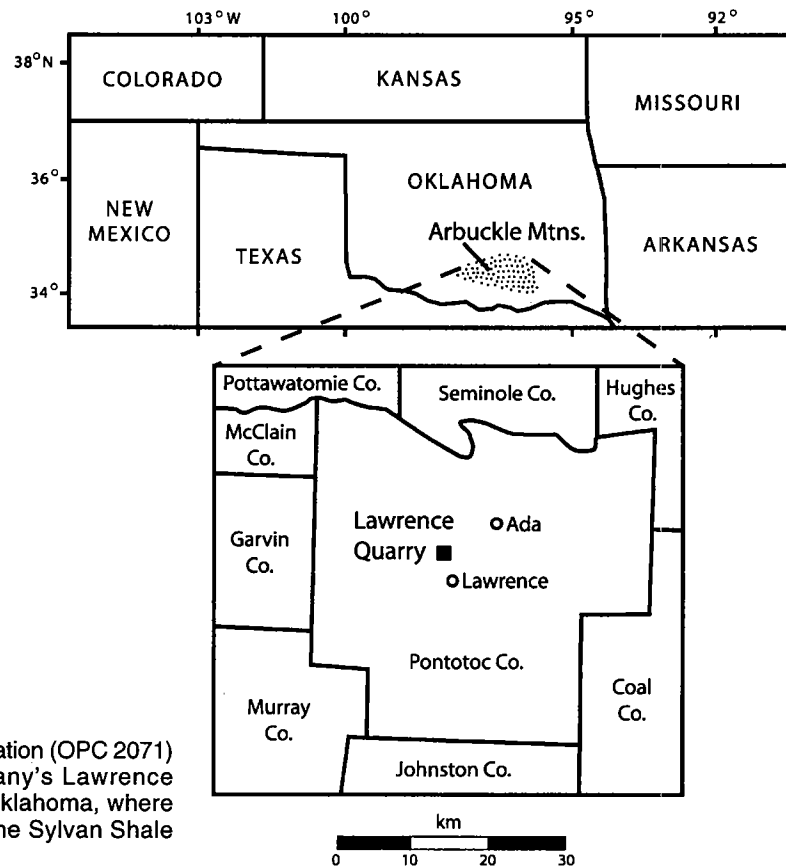 103°W 100° 95° 92°
38°N
COLORADO
KANSAS
MISSOURI
36°
OKLAHOMA
NEW
MEXICO
Arbuckle Mtns.
TEXAS
ARKANSAS
34°
Pottawatomie Co.
Seminole Co.
Hughes
Co.
McClain
Co.
Lawrence
Quarry
Ada
Garvin
Co.
Lawrence
Pontotoc Co.
Coal
Co.
Murray
Co.
Johnston Co.
ation (OPC 2071)
any's Lawrence
klahoma, where
ne Sylvan Shale
km
0 10 20 30